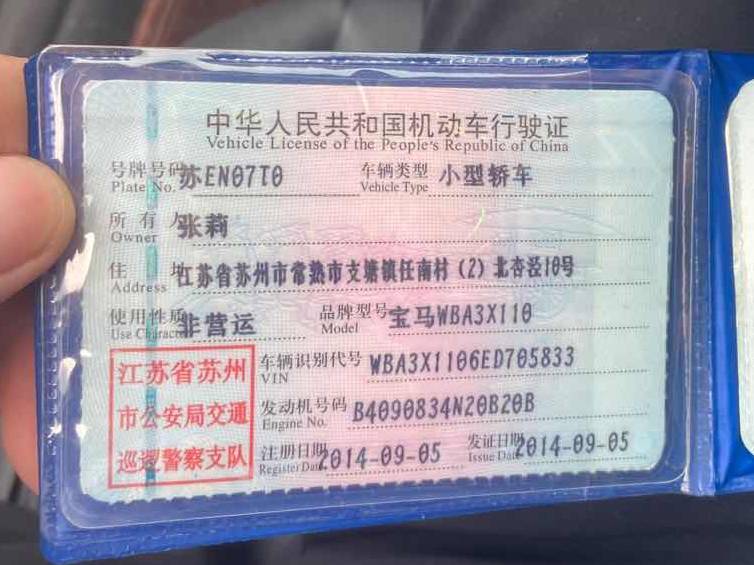 中华人民共和国机动车行驶证
Vehicle License of the People's Republic of China
号牌号码 苏EN07T0 车辆类型 小型轿车
Plate No. Vehicle Type
所有人 张莉
Owner
住址 江苏省苏州市常熟市支塘镇任南村(2)北杏泾10号
Address
使用性质 非营运 品牌型号 宝马WBA3X110
Use Character Model
江苏省苏州
市公安局交通
巡逻警察支队
车辆识别代号 WBA3X1106ED705833
VIN
发动机号码 B4090834N20B20B
Engine No.
注册日期 2014-09-05 发证日期 2014-09-05
Register Date Issue Date